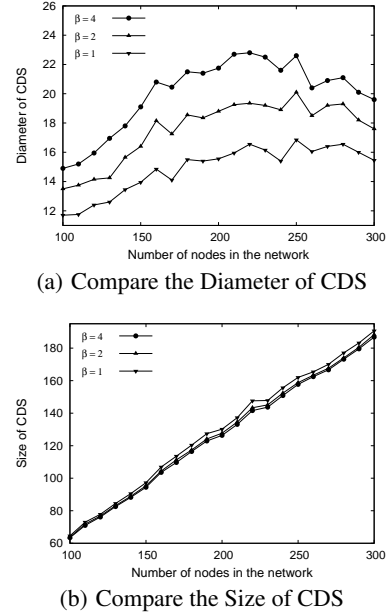 26
24
22
20
18
16
14
12
100
150
200
250
300
Diameter of CDS
Number of nodes in the network
β = 4
β = 2
β = 1
(a) Compare the Diameter of CDS
180
160
140
120
100
80
60
100
150
200
250
300
Size of CDS
Number of nodes in the network
β = 4
β = 2
β = 1
(b) Compare the Size of CDS